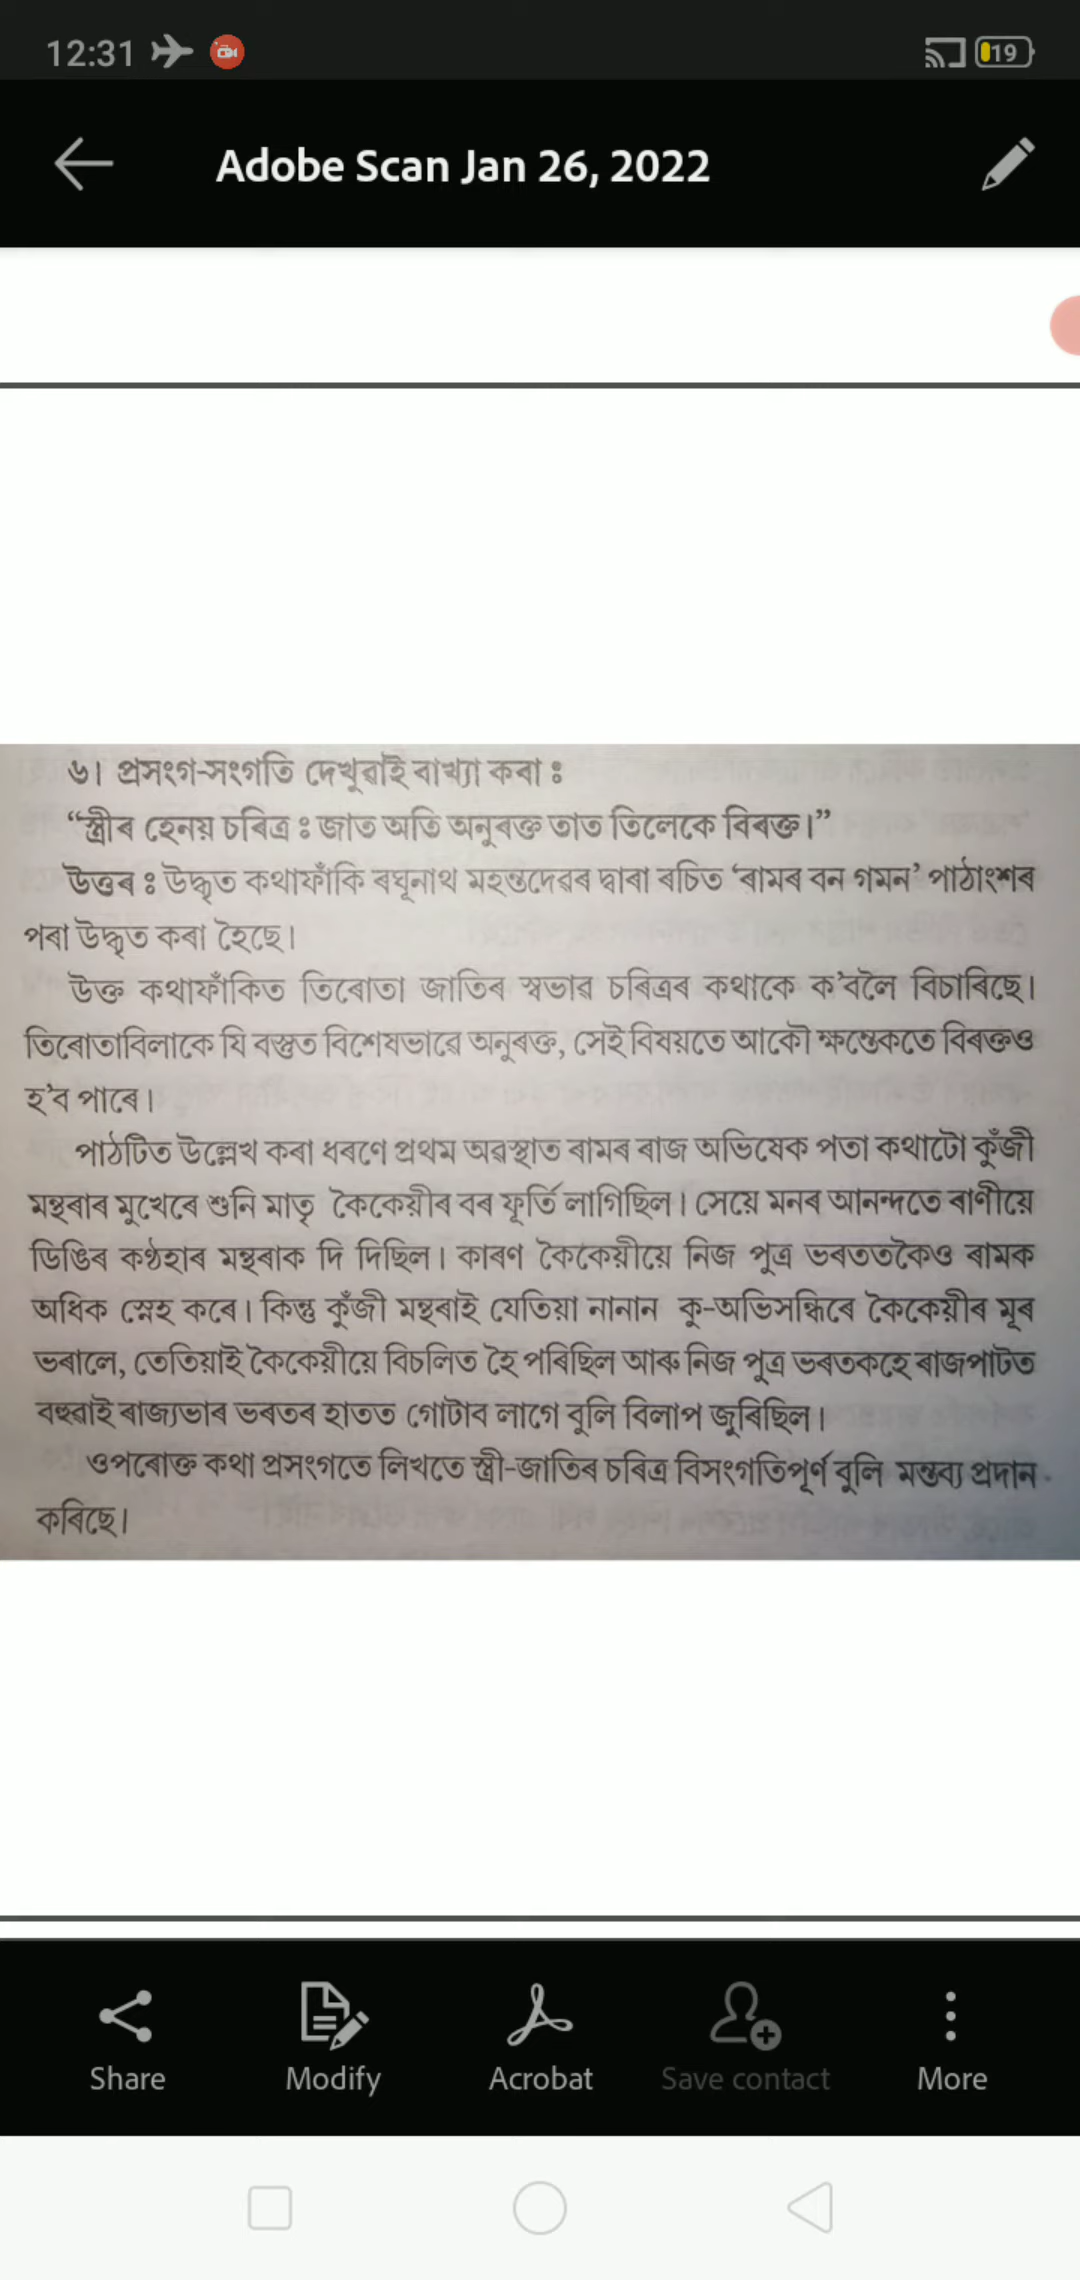 12:31
19
Adobe Scan Jan 26, 2022
৬। প্ৰসংগ-সংগতি দেখুৱাই ব্যাখ্যা কৰা ঃ
“স্ত্ৰীৰ হেনয় চৰিত্ৰ ঃ জাত অতি অনুৰক্ত তাত তিলেকে বিৰক্ত।”
উত্তৰ ঃ উদ্ধৃত কথাফাঁকি ৰঘূনাথ মহন্তদেৱৰ দ্বাৰা ৰচিত ‘ৰামৰ বন গমন’ পাঠাংশৰ
পৰা উদ্ধৃত কৰা হৈছে।
উক্ত কথাফাঁকিত তিৰোতা জাতিৰ স্বভাৱ চৰিত্ৰৰ কথাকে ক’বলৈ বিচাৰিছে।
তিৰোতাবিলাকে যি বস্তুত বিশেষভাৱে অনুৰক্ত, সেই বিষয়তে আকৌ ক্ষন্তেকতে বিৰক্তও
হ’ব পাৰে।
পাঠটিত উল্লেখ কৰা ধৰণে প্ৰথম অৱস্থাত ৰামৰ ৰাজ অভিষেক পতা কথাটো কুঁজী
মন্থৰাৰ মুখেৰে শুনি মাতৃ কৈকেয়ীৰ বৰ ফূৰ্তি লাগিছিল। সেয়ে মনৰ আনন্দতে ৰাণীয়ে
ডিঙিৰ কণ্ঠহাৰ মন্থৰাক দি দিছিল। কাৰণ কৈকেয়ীয়ে নিজ পুত্ৰ ভৰততকৈও ৰামক
অধিক স্নেহ কৰে। কিন্তু কুঁজী মন্থৰাই যেতিয়া নানান কু-অভিসন্ধিৰে কৈকেয়ীৰ মূৰ
ভৰালে, তেতিয়াই কৈকেয়ীয়ে বিচলিত হৈ পৰিছিল আৰু নিজ পুত্ৰ ভৰতকহে ৰাজপাটত
বহুৱাই ৰাজ্যভাৰ ভৰতৰ হাতত গোটাব লাগে বুলি বিলাপ জুৰিছিল।
ওপৰোক্ত কথা প্ৰসংগতে লিখতে স্ত্ৰী-জাতিৰ চৰিত্ৰ বিসংগতিপূৰ্ণ বুলি মন্তব্য প্ৰদান
কৰিছে।
Share
Modify
Acrobat
Save contact
More